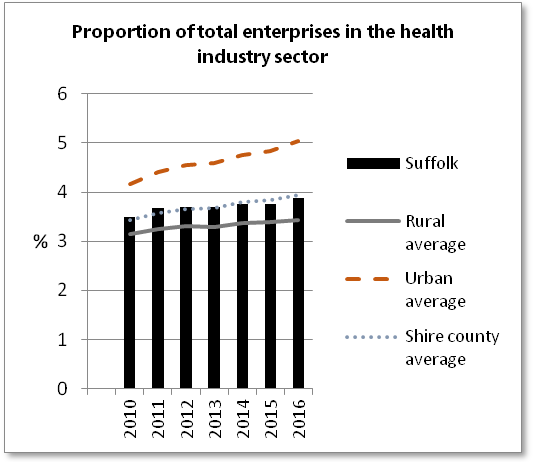 Proportion of total enterprises in the health
industry sector
6
5
4
3
2
1
0
%
2010
2011
2012
2013
2014
2015
2016
Suffolk
Rural
average
Urban
average
Shire county
average